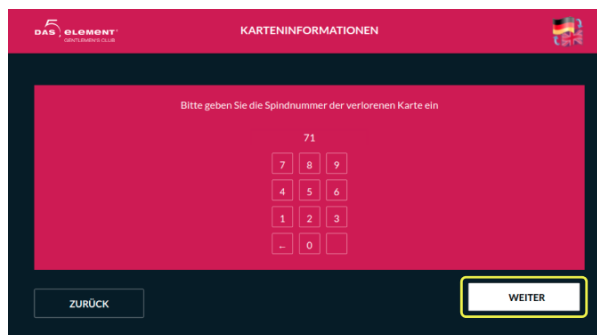 DAS 5. eLeMENT
GENTLEMEN'S CLUB
KARTENINFORMATIONEN
Bitte geben Sie die Spindnummer der verlorenen Karte ein
71
7 8 9
4 5 6
1 2 3
← 0
ZURÜCK
WEITER